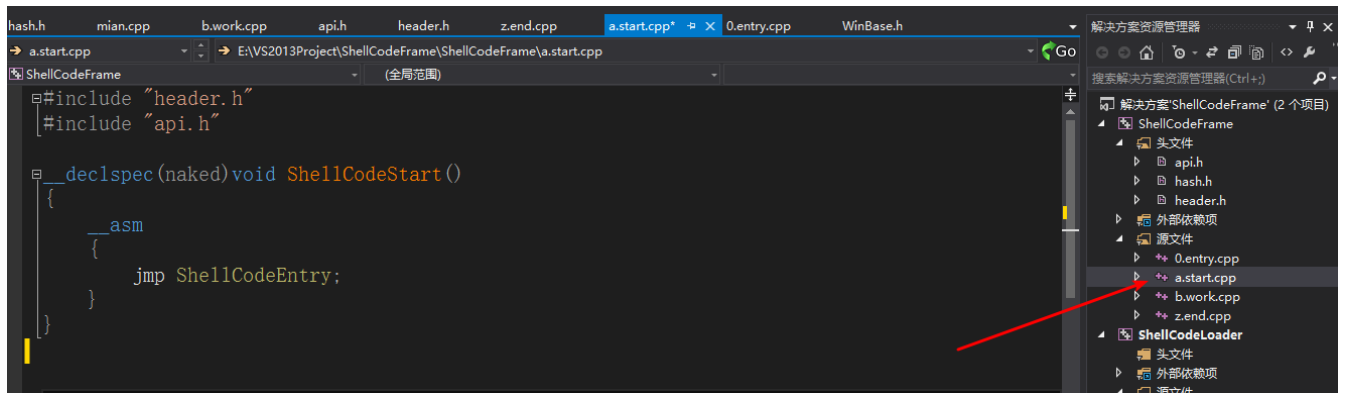 hash.h mian.cpp b.work.cpp api.h header.h z.end.cpp a.start.cpp* 0.entry.cpp WinBase.h
a.start.cpp E:\VS2013Project\ShellCodeFrame\ShellCodeFrame\a.start.cpp Go
ShellCodeFrame (全局范围)
#include "header.h"
#include "api.h"
__declspec(naked)void ShellCodeStart()
{
__asm
{
jmp ShellCodeEntry;
}
}
解决方案资源管理器
搜索解决方案资源管理器(Ctrl+;)
解决方案'ShellCodeFrame' (2 个项目)
ShellCodeFrame
头文件
api.h
hash.h
header.h
外部依赖项
源文件
0.entry.cpp
a.start.cpp
b.work.cpp
z.end.cpp
ShellCodeLoader
头文件
外部依赖项
源文件